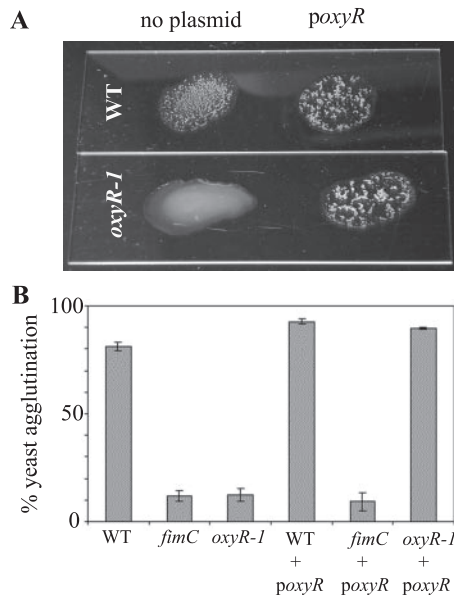 A
no plasmid poxyR
WT
oxyR-1
B
% yeast agglutination
100
50
0
WT fimC oxyR-1 WT + poxyR fimC + poxyR oxyR-1 + poxyR